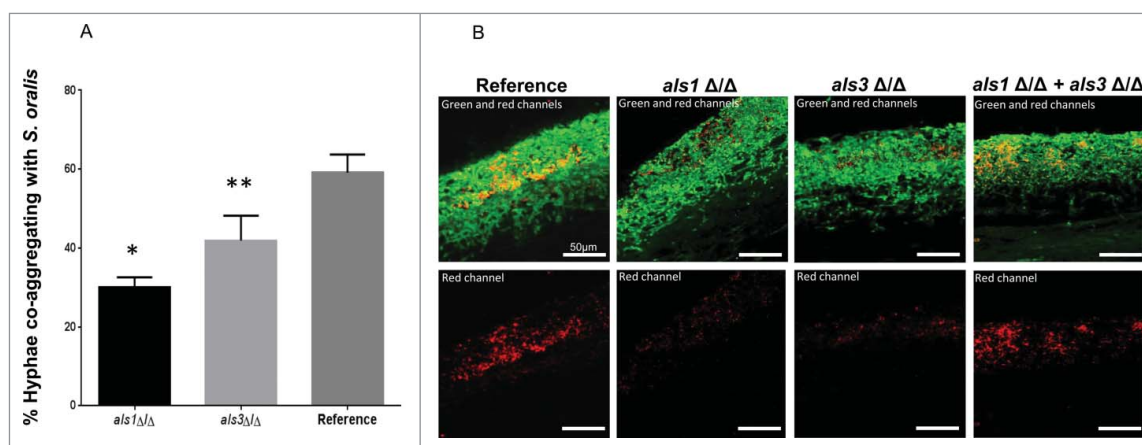 A
% Hyphae co-aggregating with S. oralis
80
60
40
20
0
*
**
als1Δ/Δ
als3Δ/Δ
Reference
B
Reference
als1 Δ/Δ
als3 Δ/Δ
als1 Δ/Δ + als3 Δ/Δ
Green and red channels
Green and red channels
Green and red channels
Green and red channels
50μm
Red channel
Red channel
Red channel
Red channel